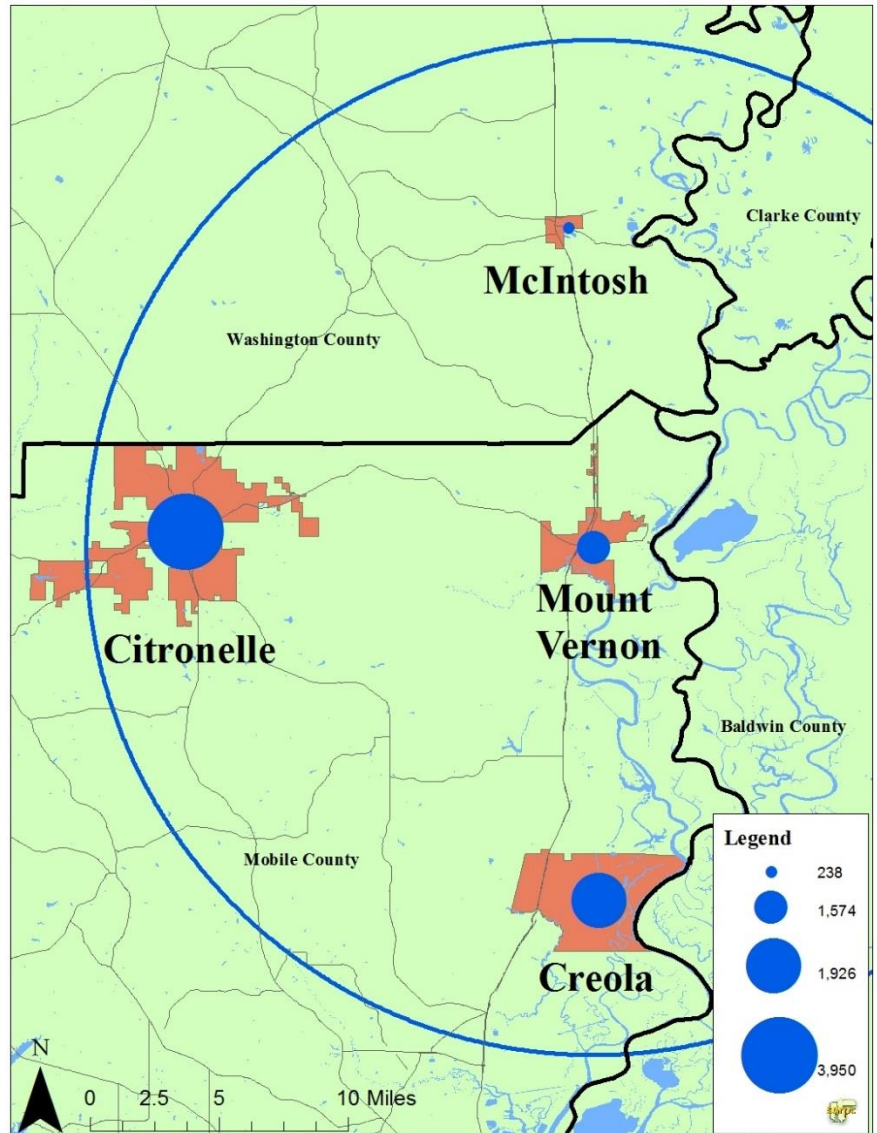 Clarke County
McIntosh
Washington County
Mount
Vernon
Citronelle
Baldwin County
Mobile County
Creola
Legend
238
1,574
1,926
3,950
N
0 2.5 5 10 Miles